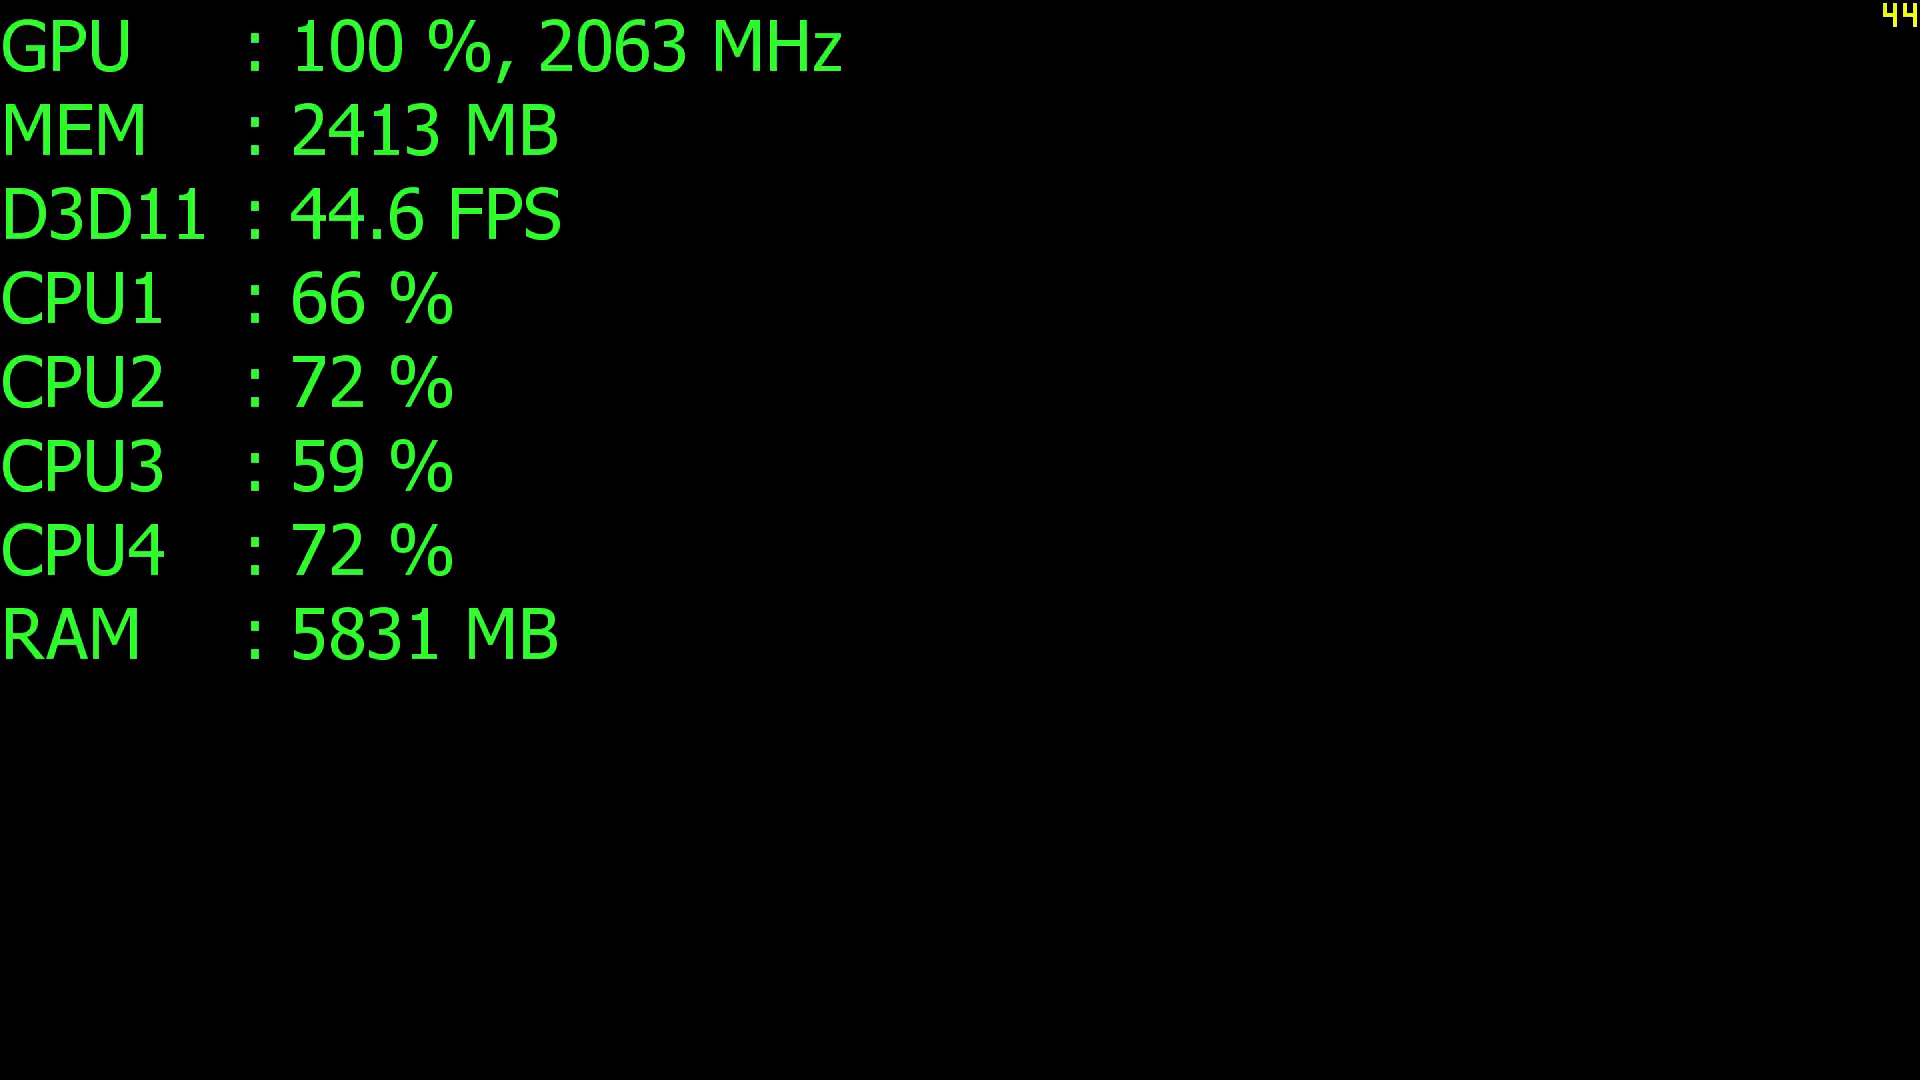 GPU : 100 %, 2063 MHz
44
MEM : 2413 MB
D3D11 : 44.6 FPS
CPU1 : 66 %
CPU2 : 72 %
CPU3 : 59 %
CPU4 : 72 %
RAM : 5831 MB